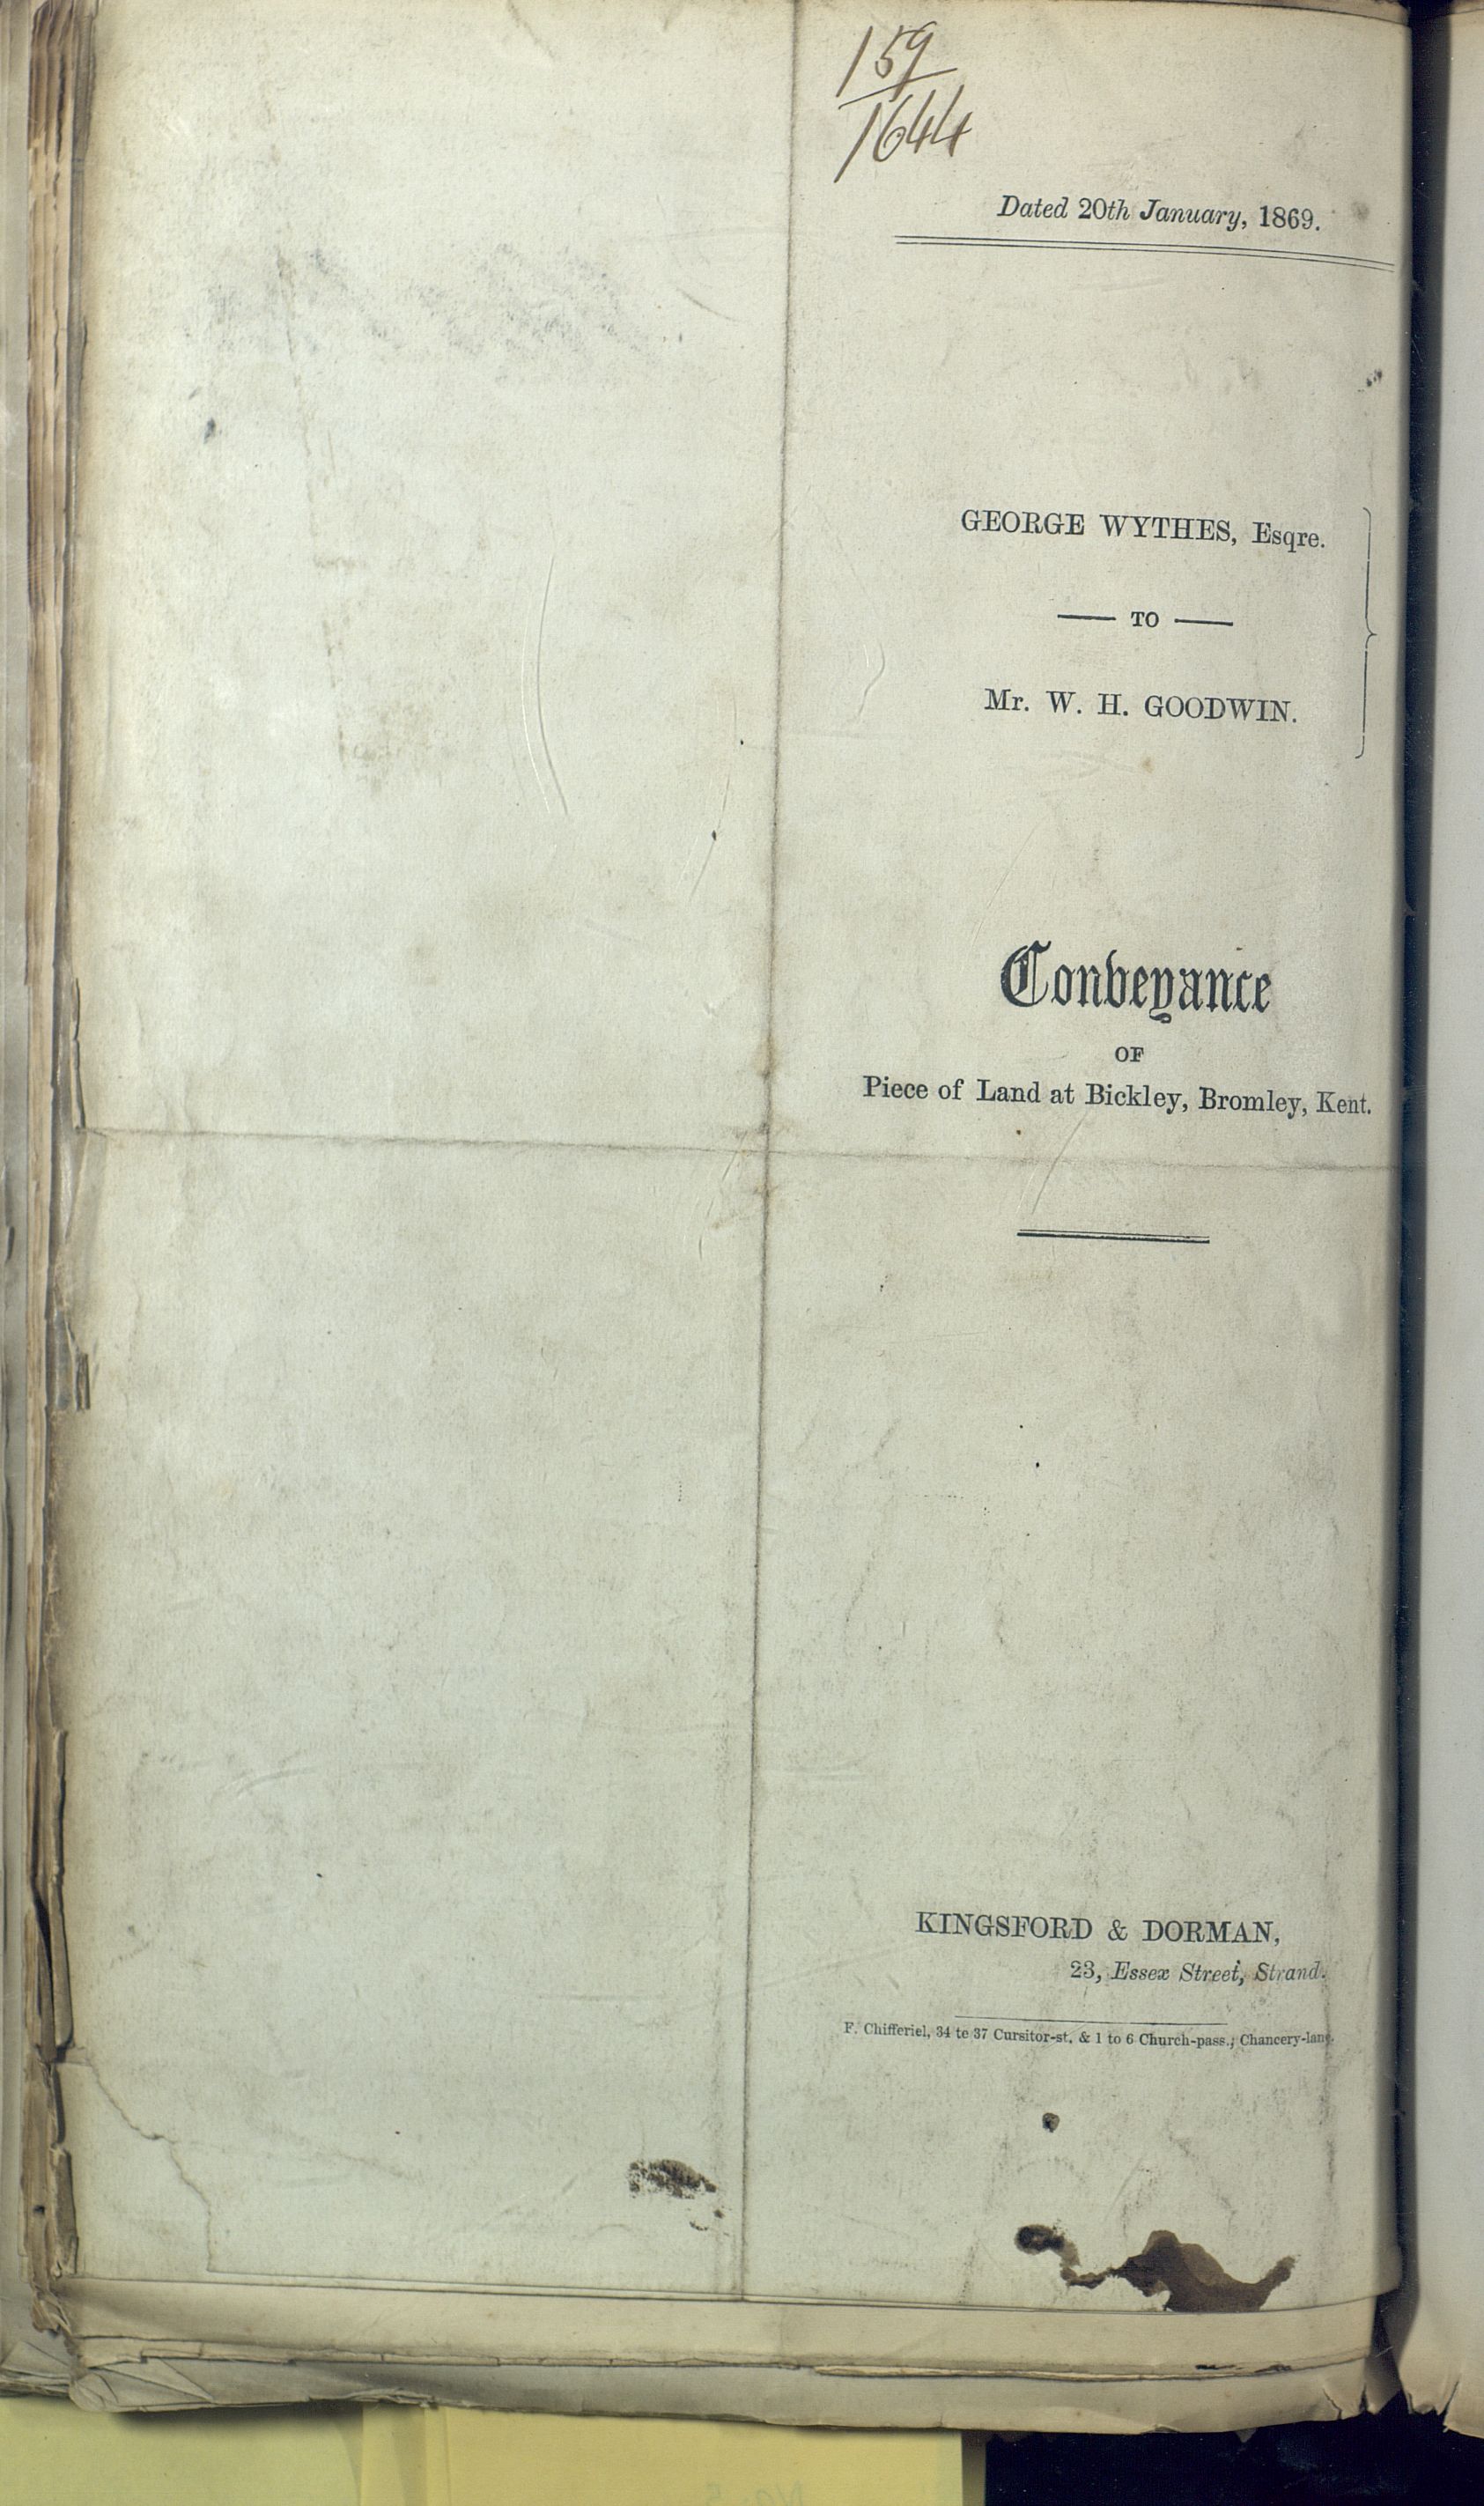 159
1644
Dated 20th January, 1869.
GEORGE WYTHES, Esqre.
— TO —
Mr. W. H. GOODWIN.
Conveyance
OF
Piece of Land at Bickley, Bromley, Kent.
KINGSFORD & DORMAN,
23, Essex Street, Strand.
F. Chifferiel, 34 to 37 Cursitor-st. & 1 to 6 Church-pass.; Chancery-lane.